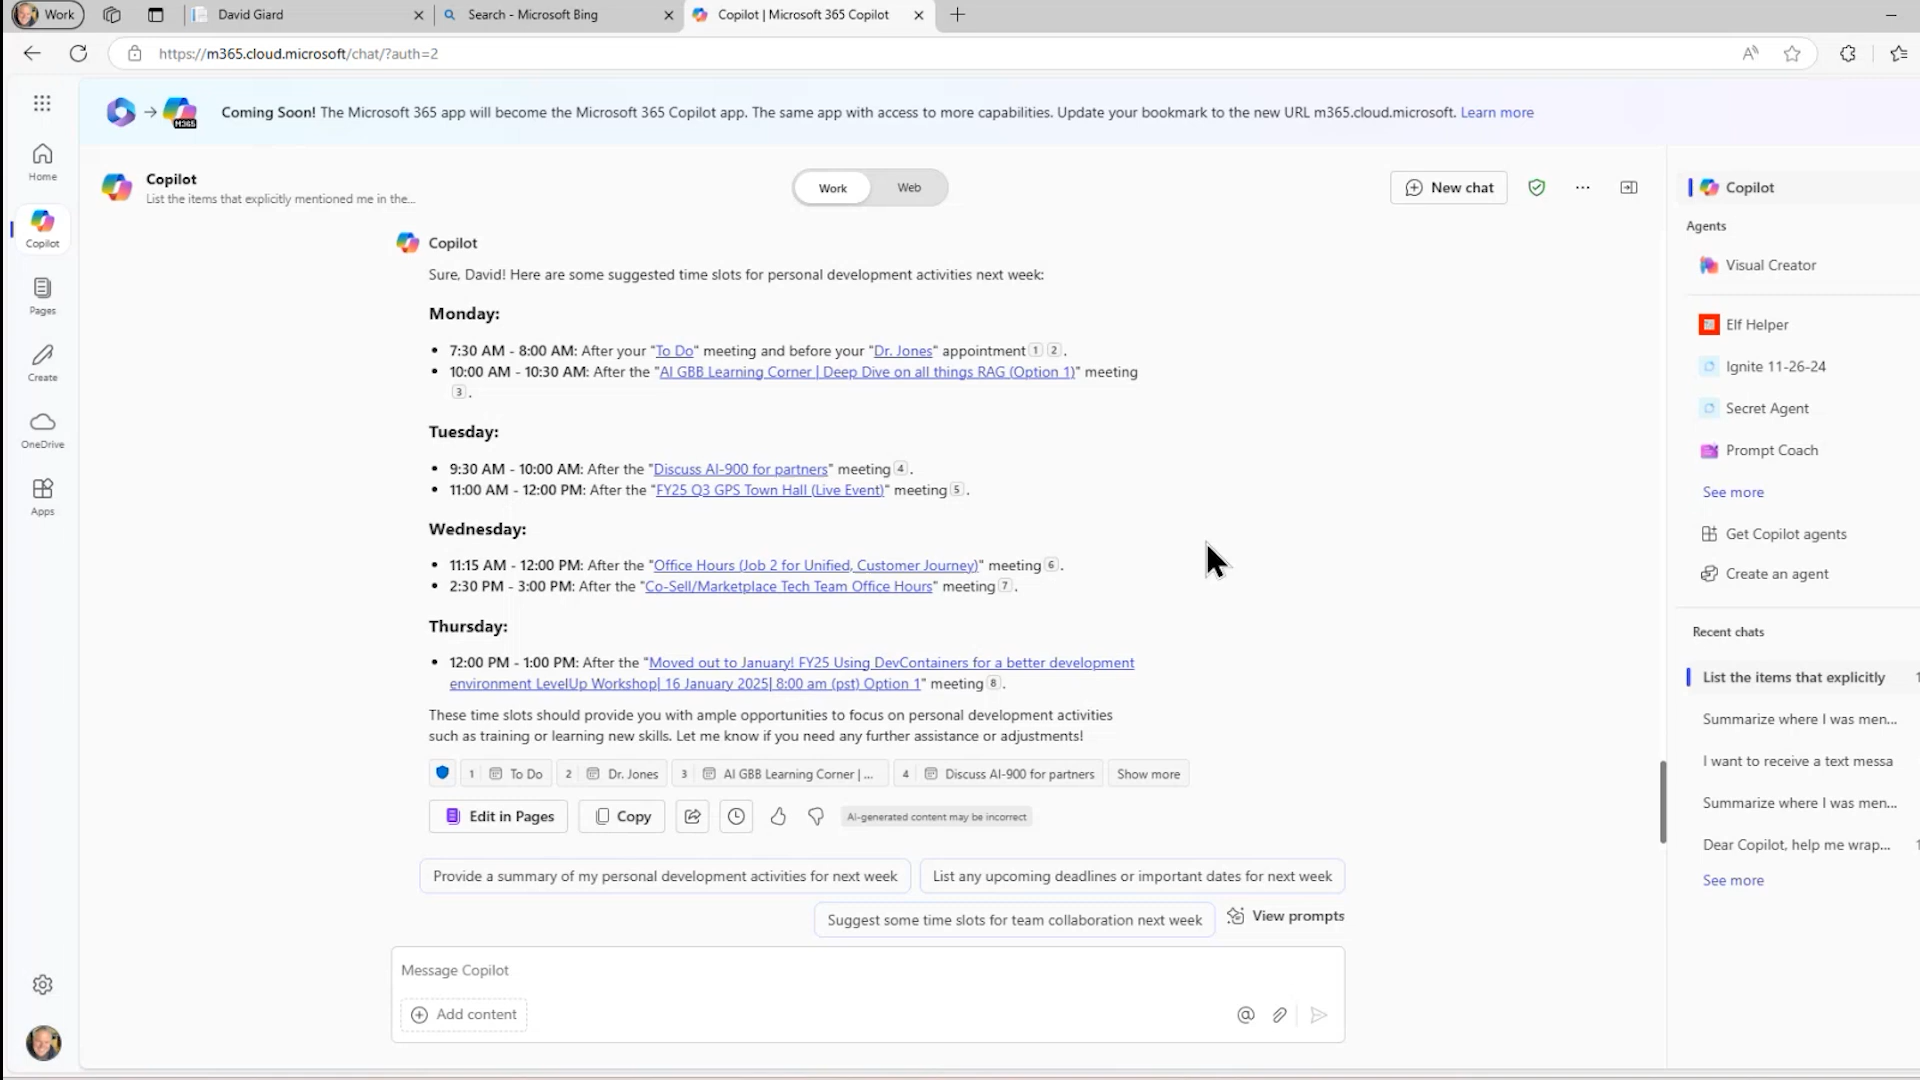 Work
David Giard
Search - Microsoft Bing
Copilot | Microsoft 365 Copilot
https://m365.cloud.microsoft/chat/?auth=2
M365
Coming Soon! The Microsoft 365 app will become the Microsoft 365 Copilot app. The same app with access to more capabilities. Update your bookmark to the new URL m365.cloud.microsoft. Learn more
Home
Copilot
Pages
Create
OneDrive
Apps
Copilot
List the items that explicitly mentioned me in the...
Work
Web
New chat
Copilot
Sure, David! Here are some suggested time slots for personal development activities next week:
Monday:
• 7:30 AM - 8:00 AM: After your "To Do" meeting and before your "Dr. Jones" appointment 1 2 .
• 10:00 AM - 10:30 AM: After the "AI GBB Learning Corner | Deep Dive on all things RAG (Option 1)" meeting
3 .
Tuesday:
• 9:30 AM - 10:00 AM: After the "Discuss AI-900 for partners" meeting 4 .
• 11:00 AM - 12:00 PM: After the "FY25 Q3 GPS Town Hall (Live Event)" meeting 5 .
Wednesday:
• 11:15 AM - 12:00 PM: After the "Office Hours (Job 2 for Unified, Customer Journey)" meeting 6 .
• 2:30 PM - 3:00 PM: After the "Co-Sell/Marketplace Tech Team Office Hours" meeting 7 .
Thursday:
• 12:00 PM - 1:00 PM: After the "Moved out to January! FY25 Using DevContainers for a better development
environment LevelUp Workshop| 16 January 2025| 8:00 am (pst) Option 1" meeting 8 .
These time slots should provide you with ample opportunities to focus on personal development activities
such as training or learning new skills. Let me know if you need any further assistance or adjustments!
1 To Do
2 Dr. Jones
3 AI GBB Learning Corner | ...
4 Discuss AI-900 for partners
Show more
Edit in Pages
Copy
AI-generated content may be incorrect
Provide a summary of my personal development activities for next week
List any upcoming deadlines or important dates for next week
Suggest some time slots for team collaboration next week
View prompts
Message Copilot
Add content
Copilot
Agents
Visual Creator
Elf Helper
Ignite 11-26-24
Secret Agent
Prompt Coach
See more
Get Copilot agents
Create an agent
Recent chats
List the items that explicitly
Summarize where I was men...
I want to receive a text messa
Summarize where I was men...
Dear Copilot, help me wrap...
See more